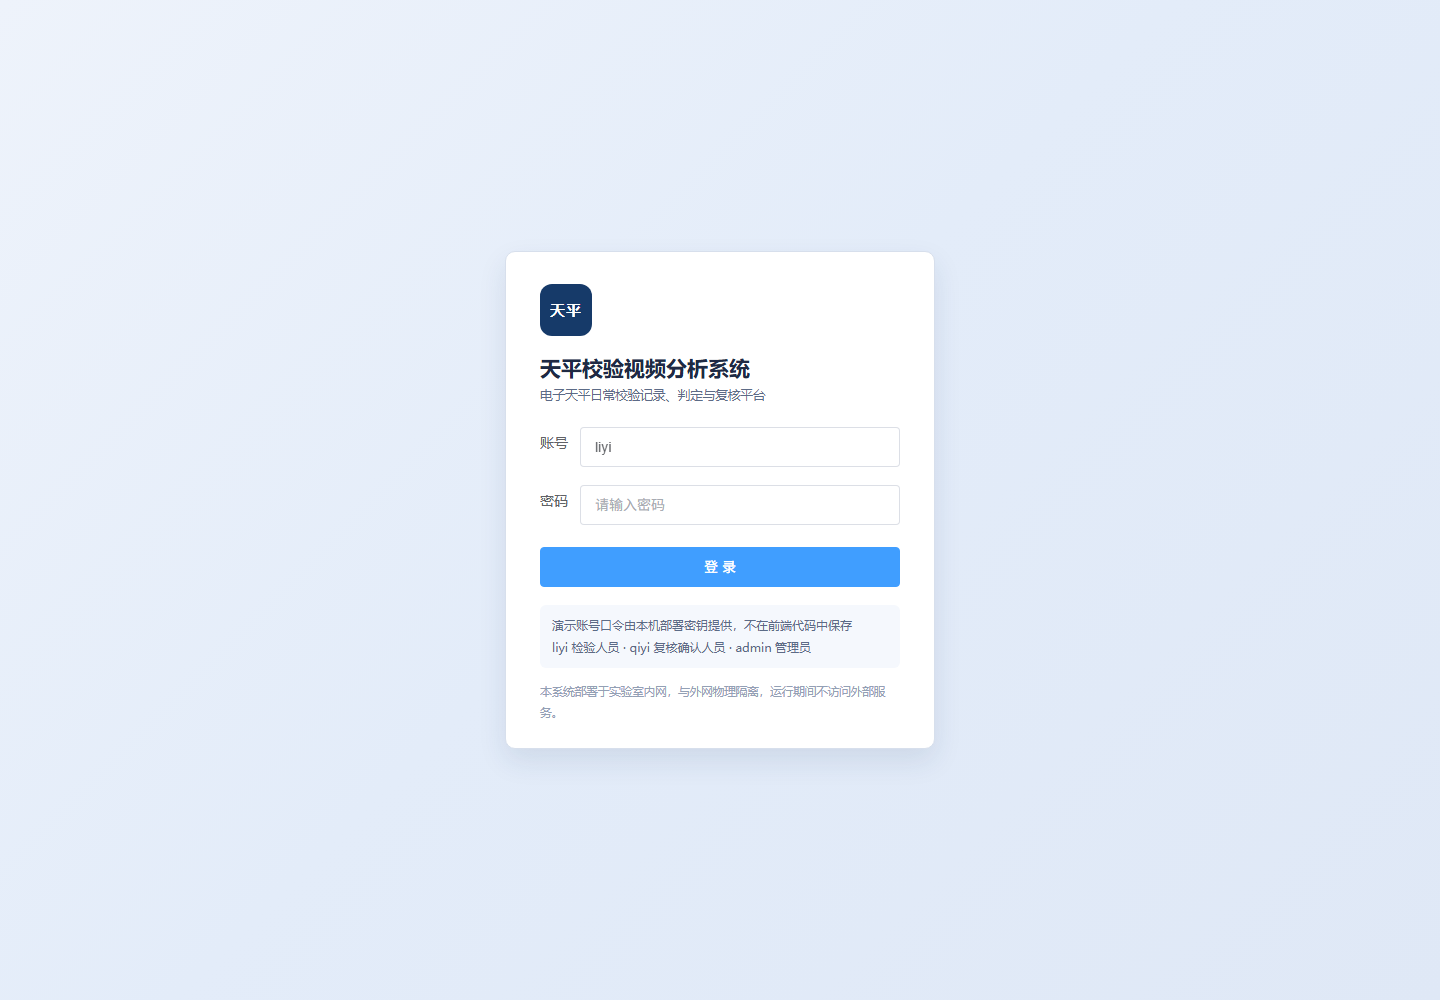 天平
天平校验视频分析系统
电子天平日常校验记录、判定与复核平台
账号
liyi
密码
请输入密码
登 录
演示账号口令由本机部署密钥提供，不在前端代码中保存
liyi 检验人员 · qiyi 复核确认人员 · admin 管理员
本系统部署于实验室内网，与外网物理隔离，运行期间不访问外部服
务。